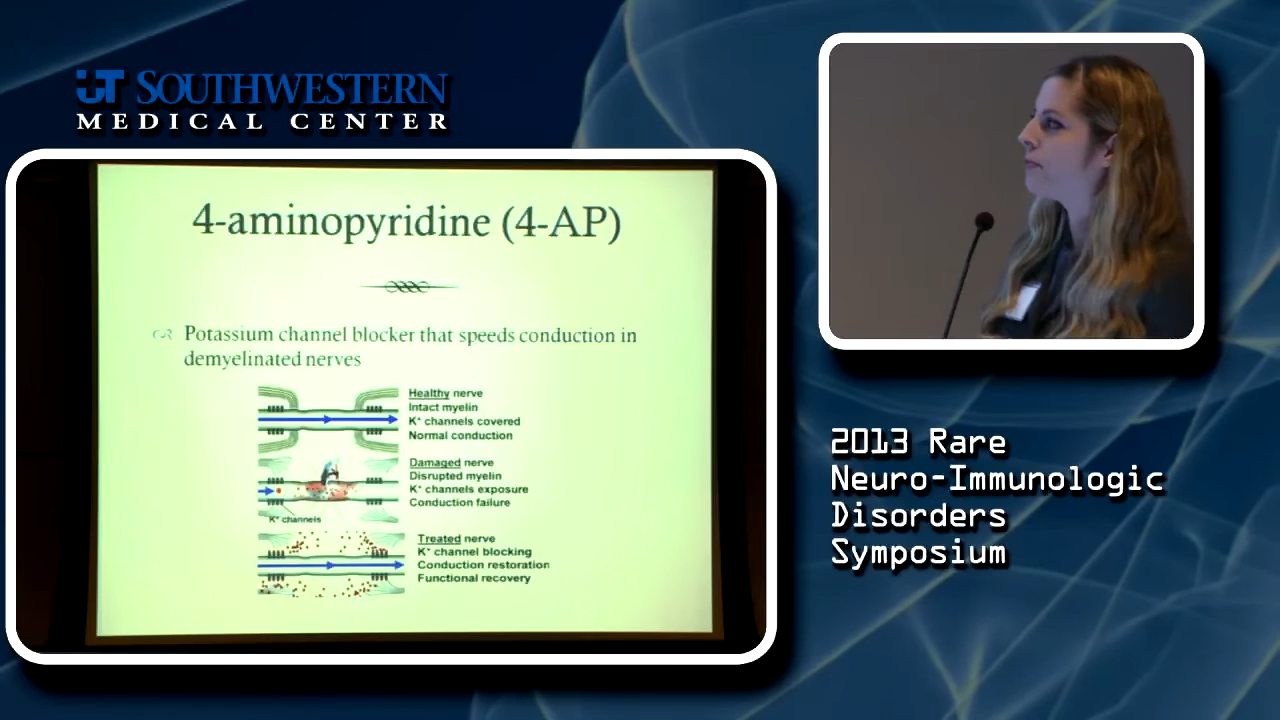 UT SOUTHWESTERN
MEDICAL CENTER
4-aminopyridine (4-AP)
Potassium channel blocker that speeds conduction in
demyelinated nerves
Healthy nerve
Intact myelin
K⁺ channels covered
Normal conduction
Damaged nerve
Disrupted myelin
K⁺ channels exposure
Conduction failure
K⁺ channels
Treated nerve
K⁺ channel blocking
Conduction restoration
Functional recovery
2013 Rare
Neuro-Immunologic
Disorders
Symposium